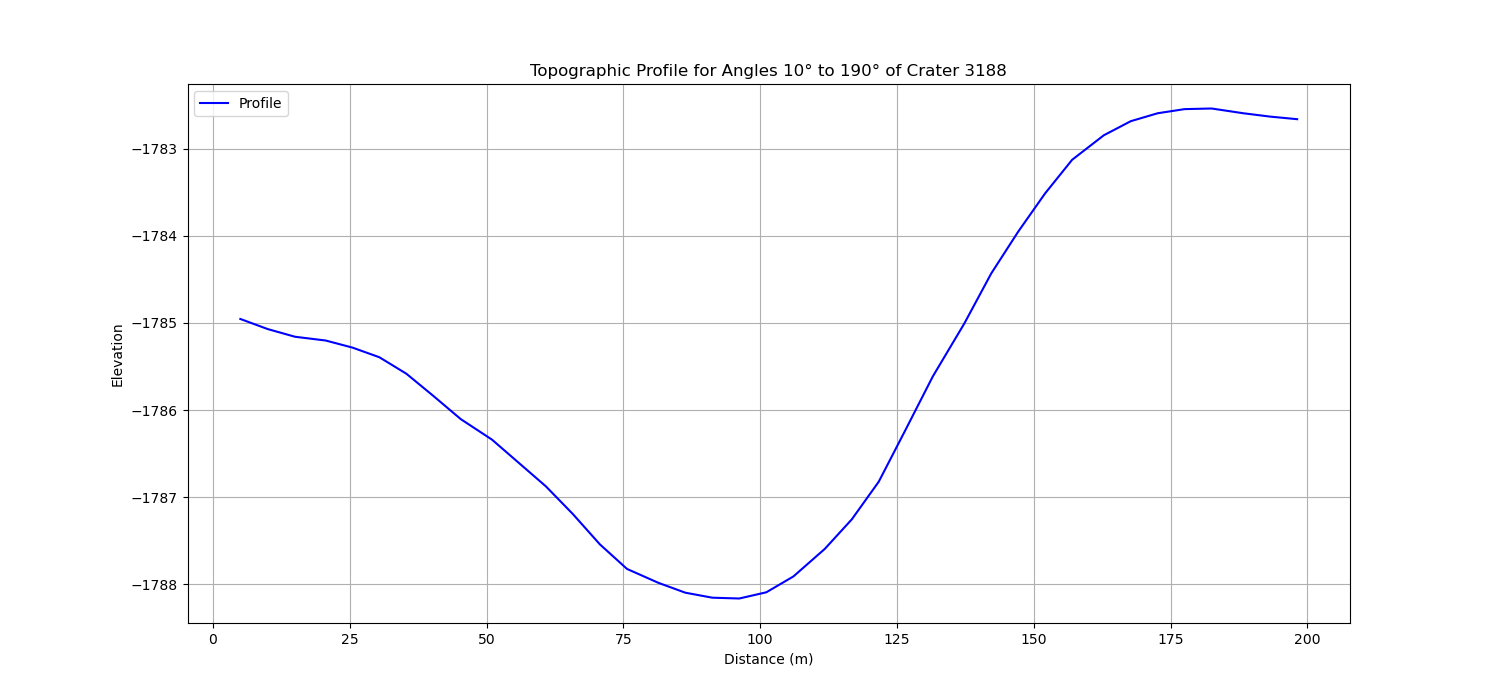 Topographic Profile for Angles 10° to 190° of Crater 3188
Profile
−1783
−1784
−1785
−1786
−1787
−1788
Elevation
0 25 50 75 100 125 150 175 200
Distance (m)